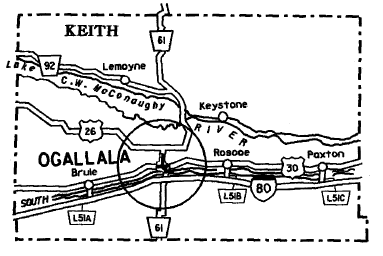 KEITH
61
Lemoyne
92
Lake C.W. McConaughy
Keystone
26
RIVER
OGALLALA
Roscoe
Paxton
30
Brule
80
SOUTH
L51A
L51B
L51C
61